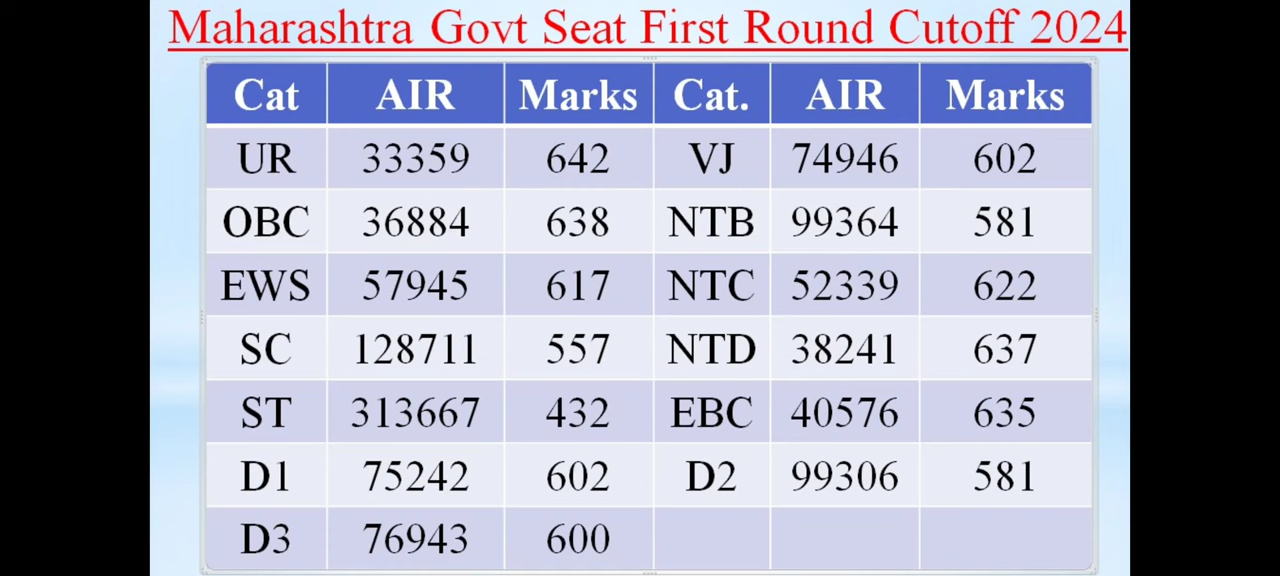 Maharashtra Govt Seat First Round Cutoff 2024
Cat AIR Marks Cat. AIR Marks
UR 33359 642 VJ 74946 602
OBC 36884 638 NTB 99364 581
EWS 57945 617 NTC 52339 622
SC 128711 557 NTD 38241 637
ST 313667 432 EBC 40576 635
D1 75242 602 D2 99306 581
D3 76943 600